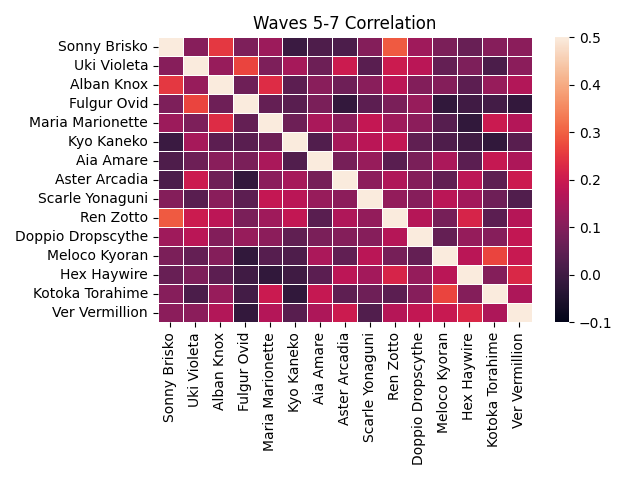 Waves 5-7 Correlation
Sonny Brisko
Uki Violeta
Alban Knox
Fulgur Ovid
Maria Marionette
Kyo Kaneko
Aia Amare
Aster Arcadia
Scarle Yonaguni
Ren Zotto
Doppio Dropscythe
Meloco Kyoran
Hex Haywire
Kotoka Torahime
Ver Vermillion
Sonny Brisko
Uki Violeta
Alban Knox
Fulgur Ovid
Maria Marionette
Kyo Kaneko
Aia Amare
Aster Arcadia
Scarle Yonaguni
Ren Zotto
Doppio Dropscythe
Meloco Kyoran
Hex Haywire
Kotoka Torahime
Ver Vermillion
0.5
0.4
0.3
0.2
0.1
0.0
−0.1